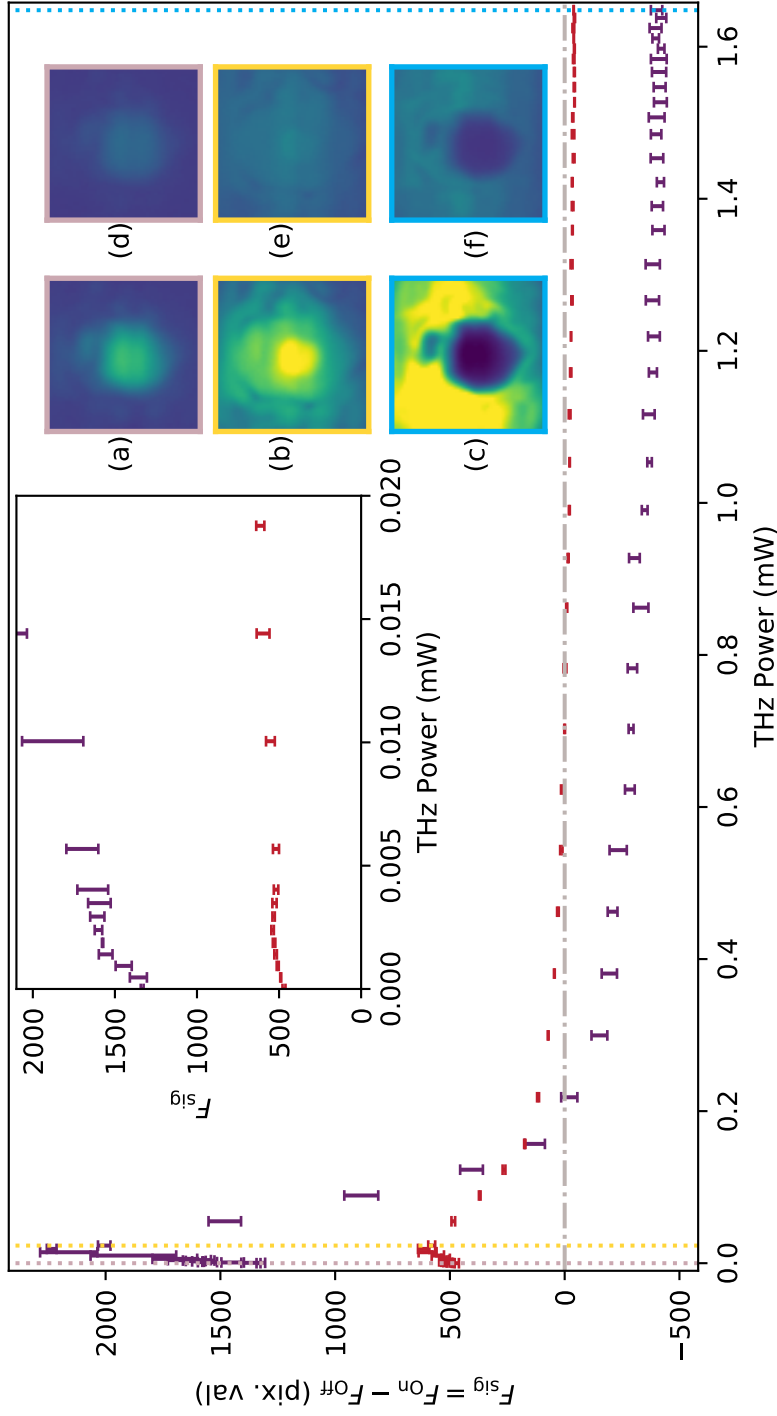 F_sig = F_On − F_Off (pix. val)
2000
1500
1000
500
0
−500
0.0
0.2
0.4
0.6
0.8
1.0
1.2
1.4
1.6
THz Power (mW)
F_sig
2000
1500
1000
500
0
0.000
0.005
0.010
0.015
0.020
THz Power (mW)
(a)
(d)
(b)
(e)
(c)
(f)